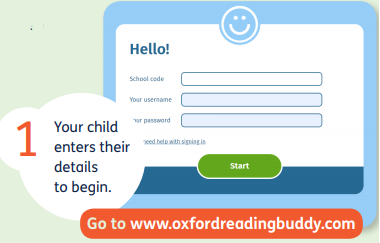 Hello!
School code
Your username
our password
need help with signing in
Start
1
Your child
enters their
details
to begin.
Go to www.oxfordreadingbuddy.com